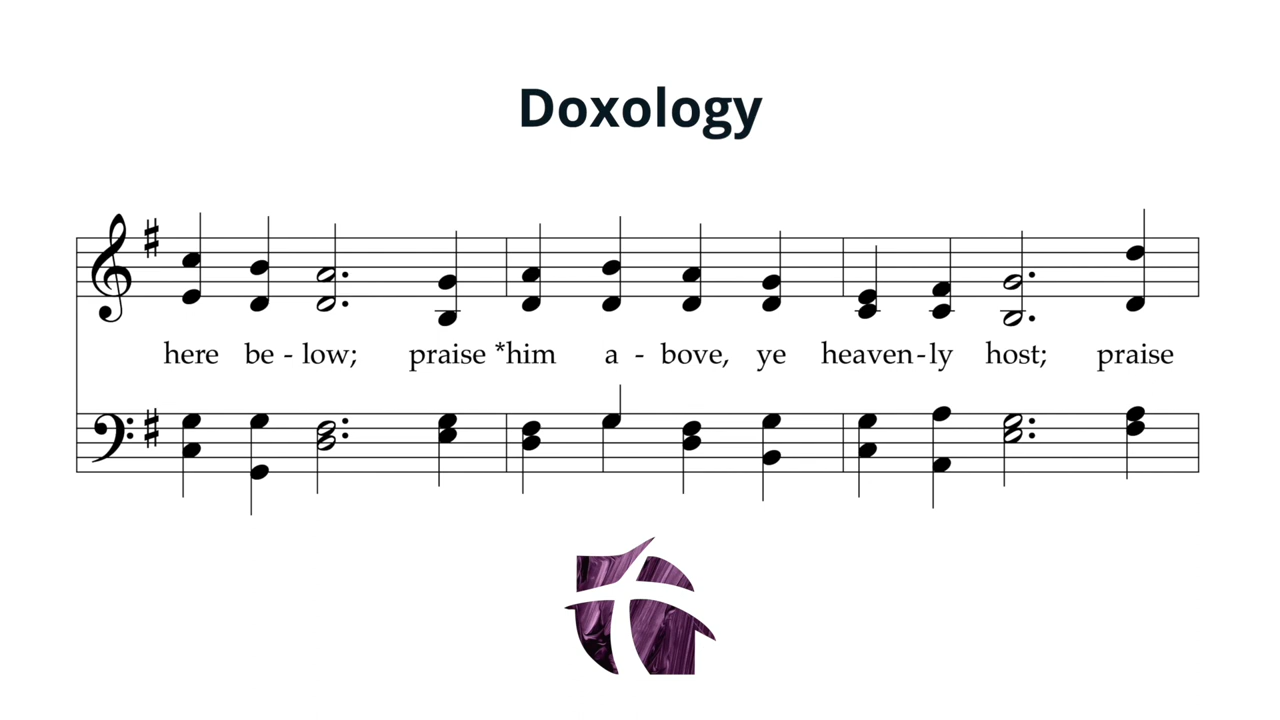 Doxology
here be - low; praise *him a - bove, ye heaven - ly host; praise